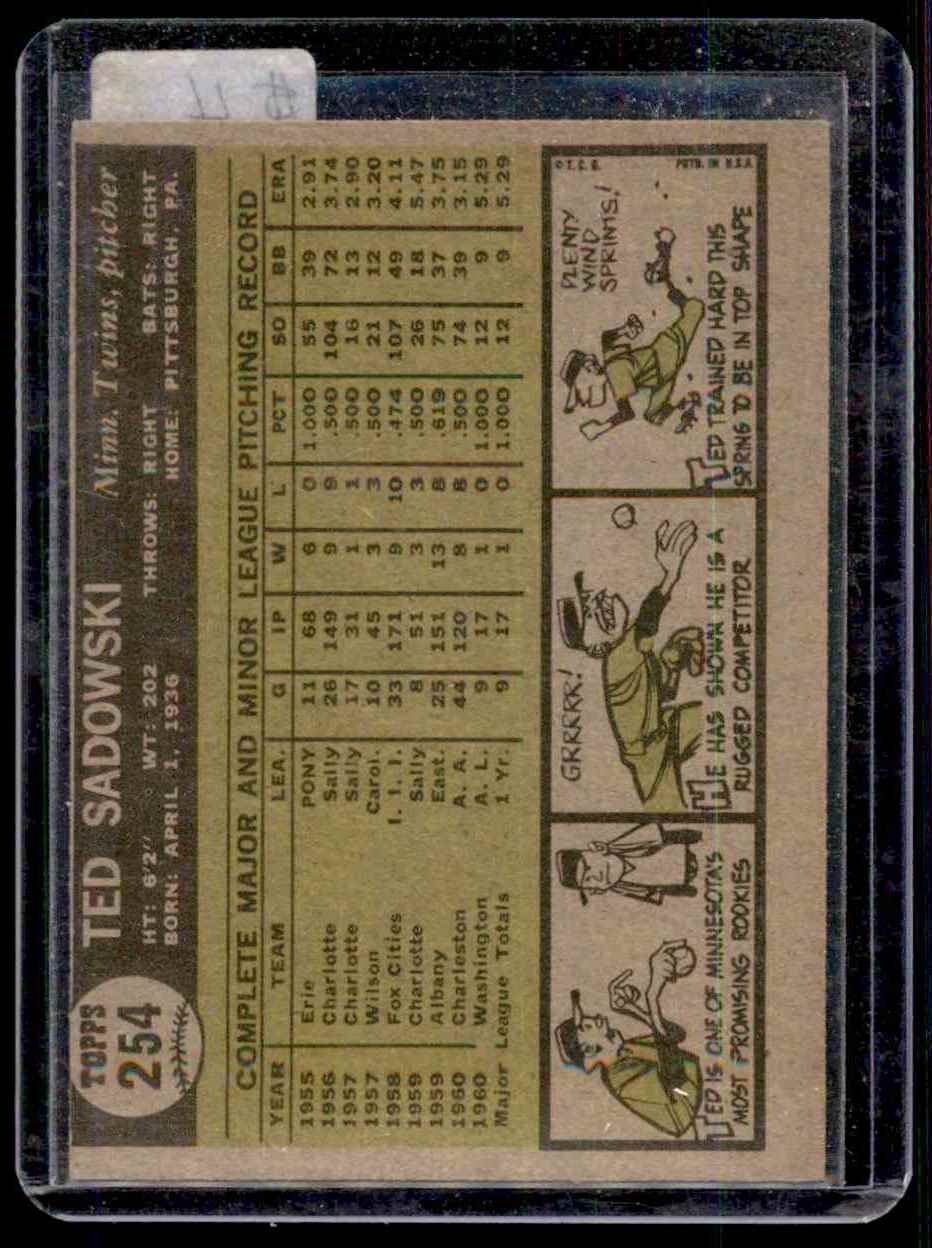 TOPPS
254
TED SADOWSKI Minn. Twins, pitcher
HT: 6'2" WT: 202 THROWS: RIGHT BATS: RIGHT
BORN: APRIL 1, 1936 HOME: PITTSBURGH, PA.
COMPLETE MAJOR AND MINOR LEAGUE PITCHING RECORD
YEAR TEAM LEA. G IP W L PCT SO BB ERA
1955 Erie PONY 11 68 6 0 1.000 55 39 2.91
1956 Charlotte Sally 26 149 9 9 .500 104 72 3.74
1957 Charlotte Sally 17 31 1 1 .500 16 13 2.90
1957 Wilson Carol. 10 45 3 3 .500 21 12 3.20
1958 Fox Cities I. I. I. 33 171 9 10 .474 107 49 4.11
1959 Charlotte Sally 8 51 3 3 .500 26 18 5.47
1959 Albany East. 25 151 13 8 .619 75 37 3.75
1960 Charleston A. A. 44 120 8 8 .500 74 39 3.15
1960 Washington A. L. 9 17 1 0 1.000 12 9 5.29
Major League Totals 1 Yr. 9 17 1 0 1.000 12 9 5.29
TED IS ONE OF MINNESOTA'S
MOST PROMISING ROOKIES
GRRRRR!
HE HAS SHOWN HE IS A
RUGGED COMPETITOR
© T.C.G. PRTD. IN U.S.A.
PLENTY
WIND
SPRINTS!
TED TRAINED HARD THIS
SPRING TO BE IN TOP SHAPE